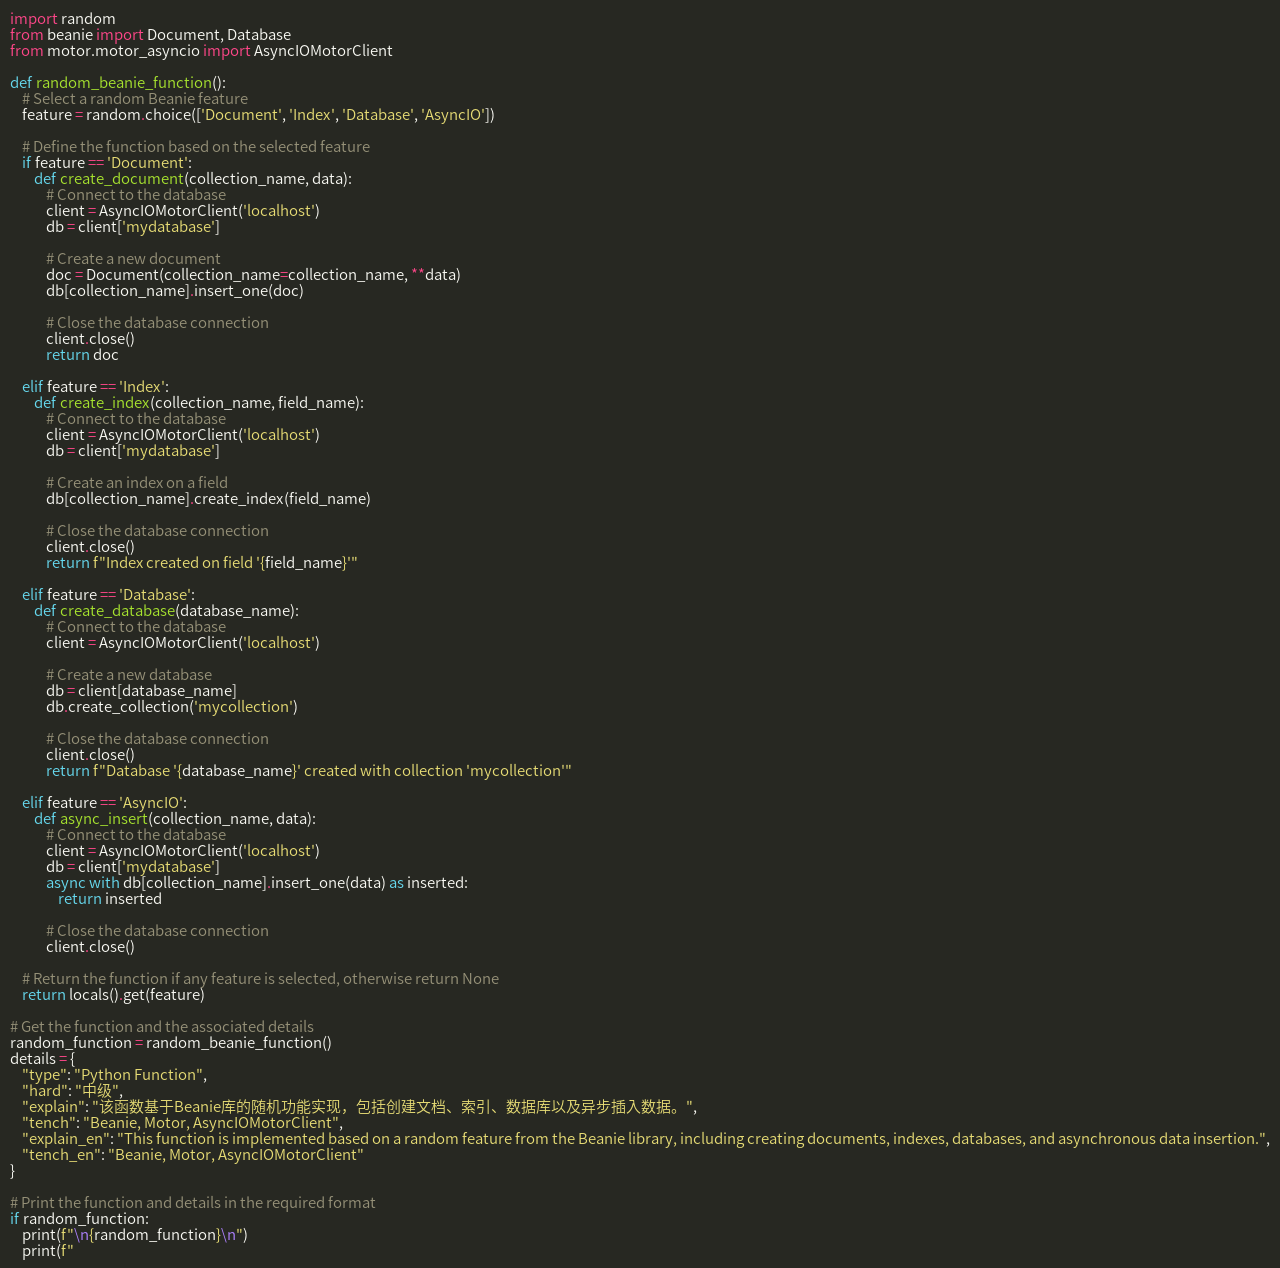 import random
from beanie import Document, Database
from motor.motor_asyncio import AsyncIOMotorClient

def random_beanie_function():
    # Select a random Beanie feature
    feature = random.choice(['Document', 'Index', 'Database', 'AsyncIO'])

    # Define the function based on the selected feature
    if feature == 'Document':
        def create_document(collection_name, data):
            # Connect to the database
            client = AsyncIOMotorClient('localhost')
            db = client['mydatabase']

            # Create a new document
            doc = Document(collection_name=collection_name, **data)
            db[collection_name].insert_one(doc)

            # Close the database connection
            client.close()
            return doc

    elif feature == 'Index':
        def create_index(collection_name, field_name):
            # Connect to the database
            client = AsyncIOMotorClient('localhost')
            db = client['mydatabase']

            # Create an index on a field
            db[collection_name].create_index(field_name)

            # Close the database connection
            client.close()
            return f"Index created on field '{field_name}'"

    elif feature == 'Database':
        def create_database(database_name):
            # Connect to the database
            client = AsyncIOMotorClient('localhost')

            # Create a new database
            db = client[database_name]
            db.create_collection('mycollection')

            # Close the database connection
            client.close()
            return f"Database '{database_name}' created with collection 'mycollection'"

    elif feature == 'AsyncIO':
        def async_insert(collection_name, data):
            # Connect to the database
            client = AsyncIOMotorClient('localhost')
            db = client['mydatabase']
            async with db[collection_name].insert_one(data) as inserted:
                return inserted

            # Close the database connection
            client.close()

    # Return the function if any feature is selected, otherwise return None
    return locals().get(feature)

# Get the function and the associated details
random_function = random_beanie_function()
details = {
    "type": "Python Function",
    "hard": "中级",
    "explain": "该函数基于Beanie库的随机功能实现，包括创建文档、索引、数据库以及异步插入数据。",
    "tench": "Beanie, Motor, AsyncIOMotorClient",
    "explain_en": "This function is implemented based on a random feature from the Beanie library, including creating documents, indexes, databases, and asynchronous data insertion.",
    "tench_en": "Beanie, Motor, AsyncIOMotorClient"
}

# Print the function and details in the required format
if random_function:
    print(f"\n{random_function}\n")
    print(f"